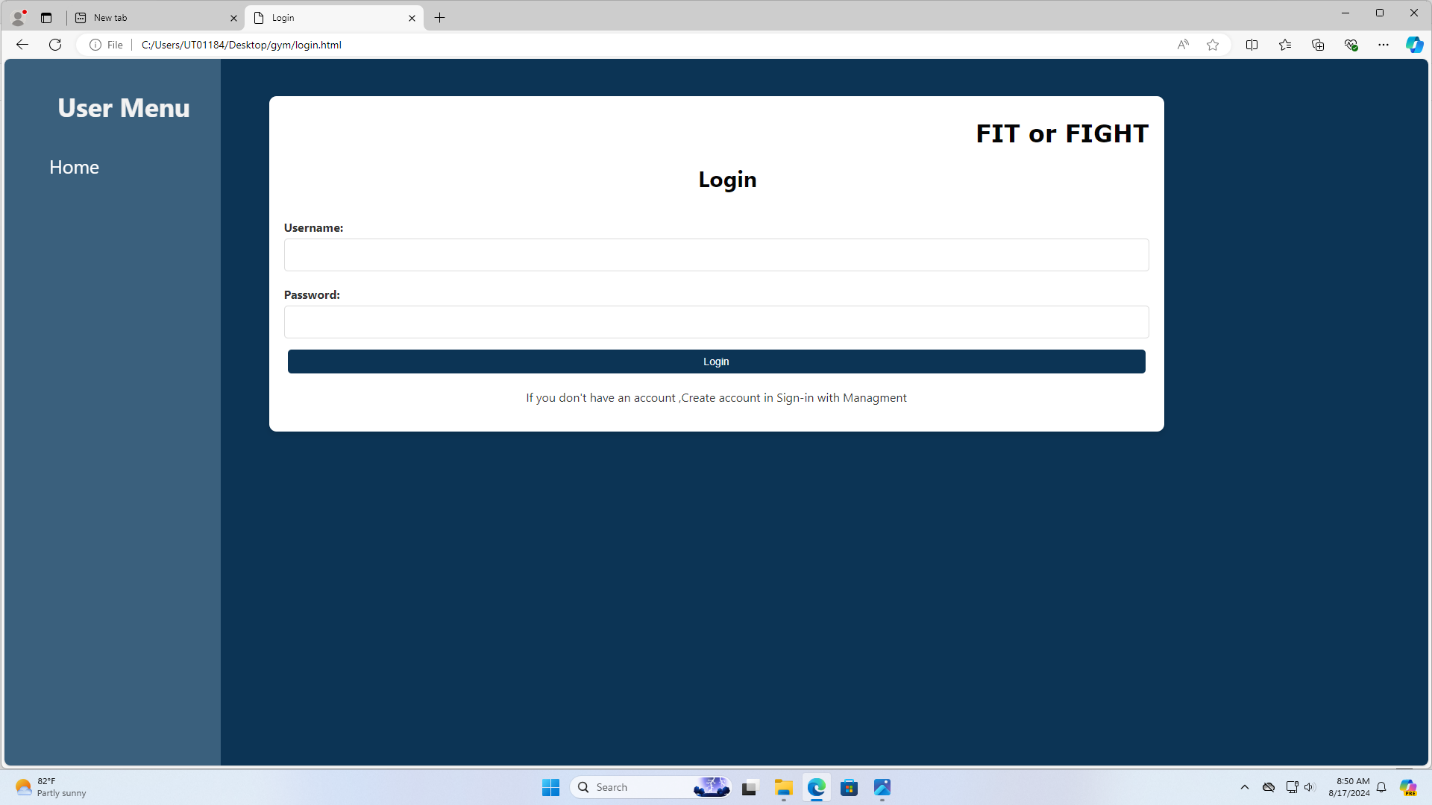 New tab
Login
File
C:/Users/UT01184/Desktop/gym/login.html
User Menu
Home
FIT or FIGHT
Login
Username:
Password:
Login
If you don't have an account ,Create account in Sign-in with Managment
82°F
Partly sunny
Search
8:50 AM
8/17/2024